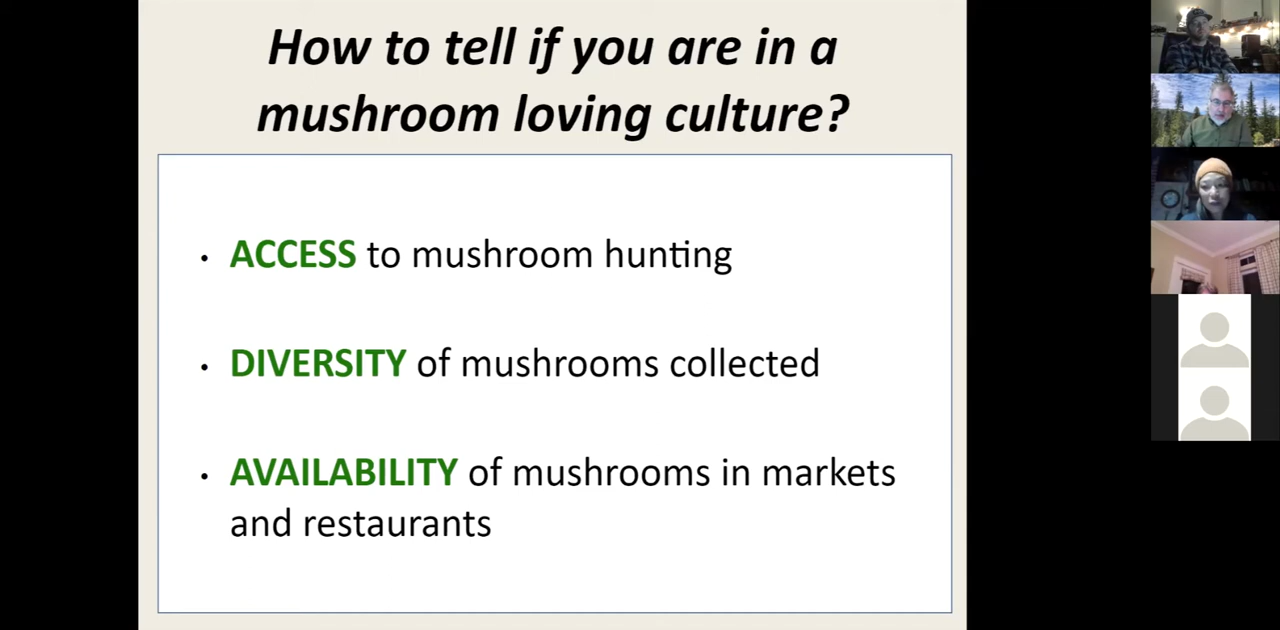 How to tell if you are in a
mushroom loving culture?
• ACCESS to mushroom hunting
• DIVERSITY of mushrooms collected
• AVAILABILITY of mushrooms in markets
and restaurants